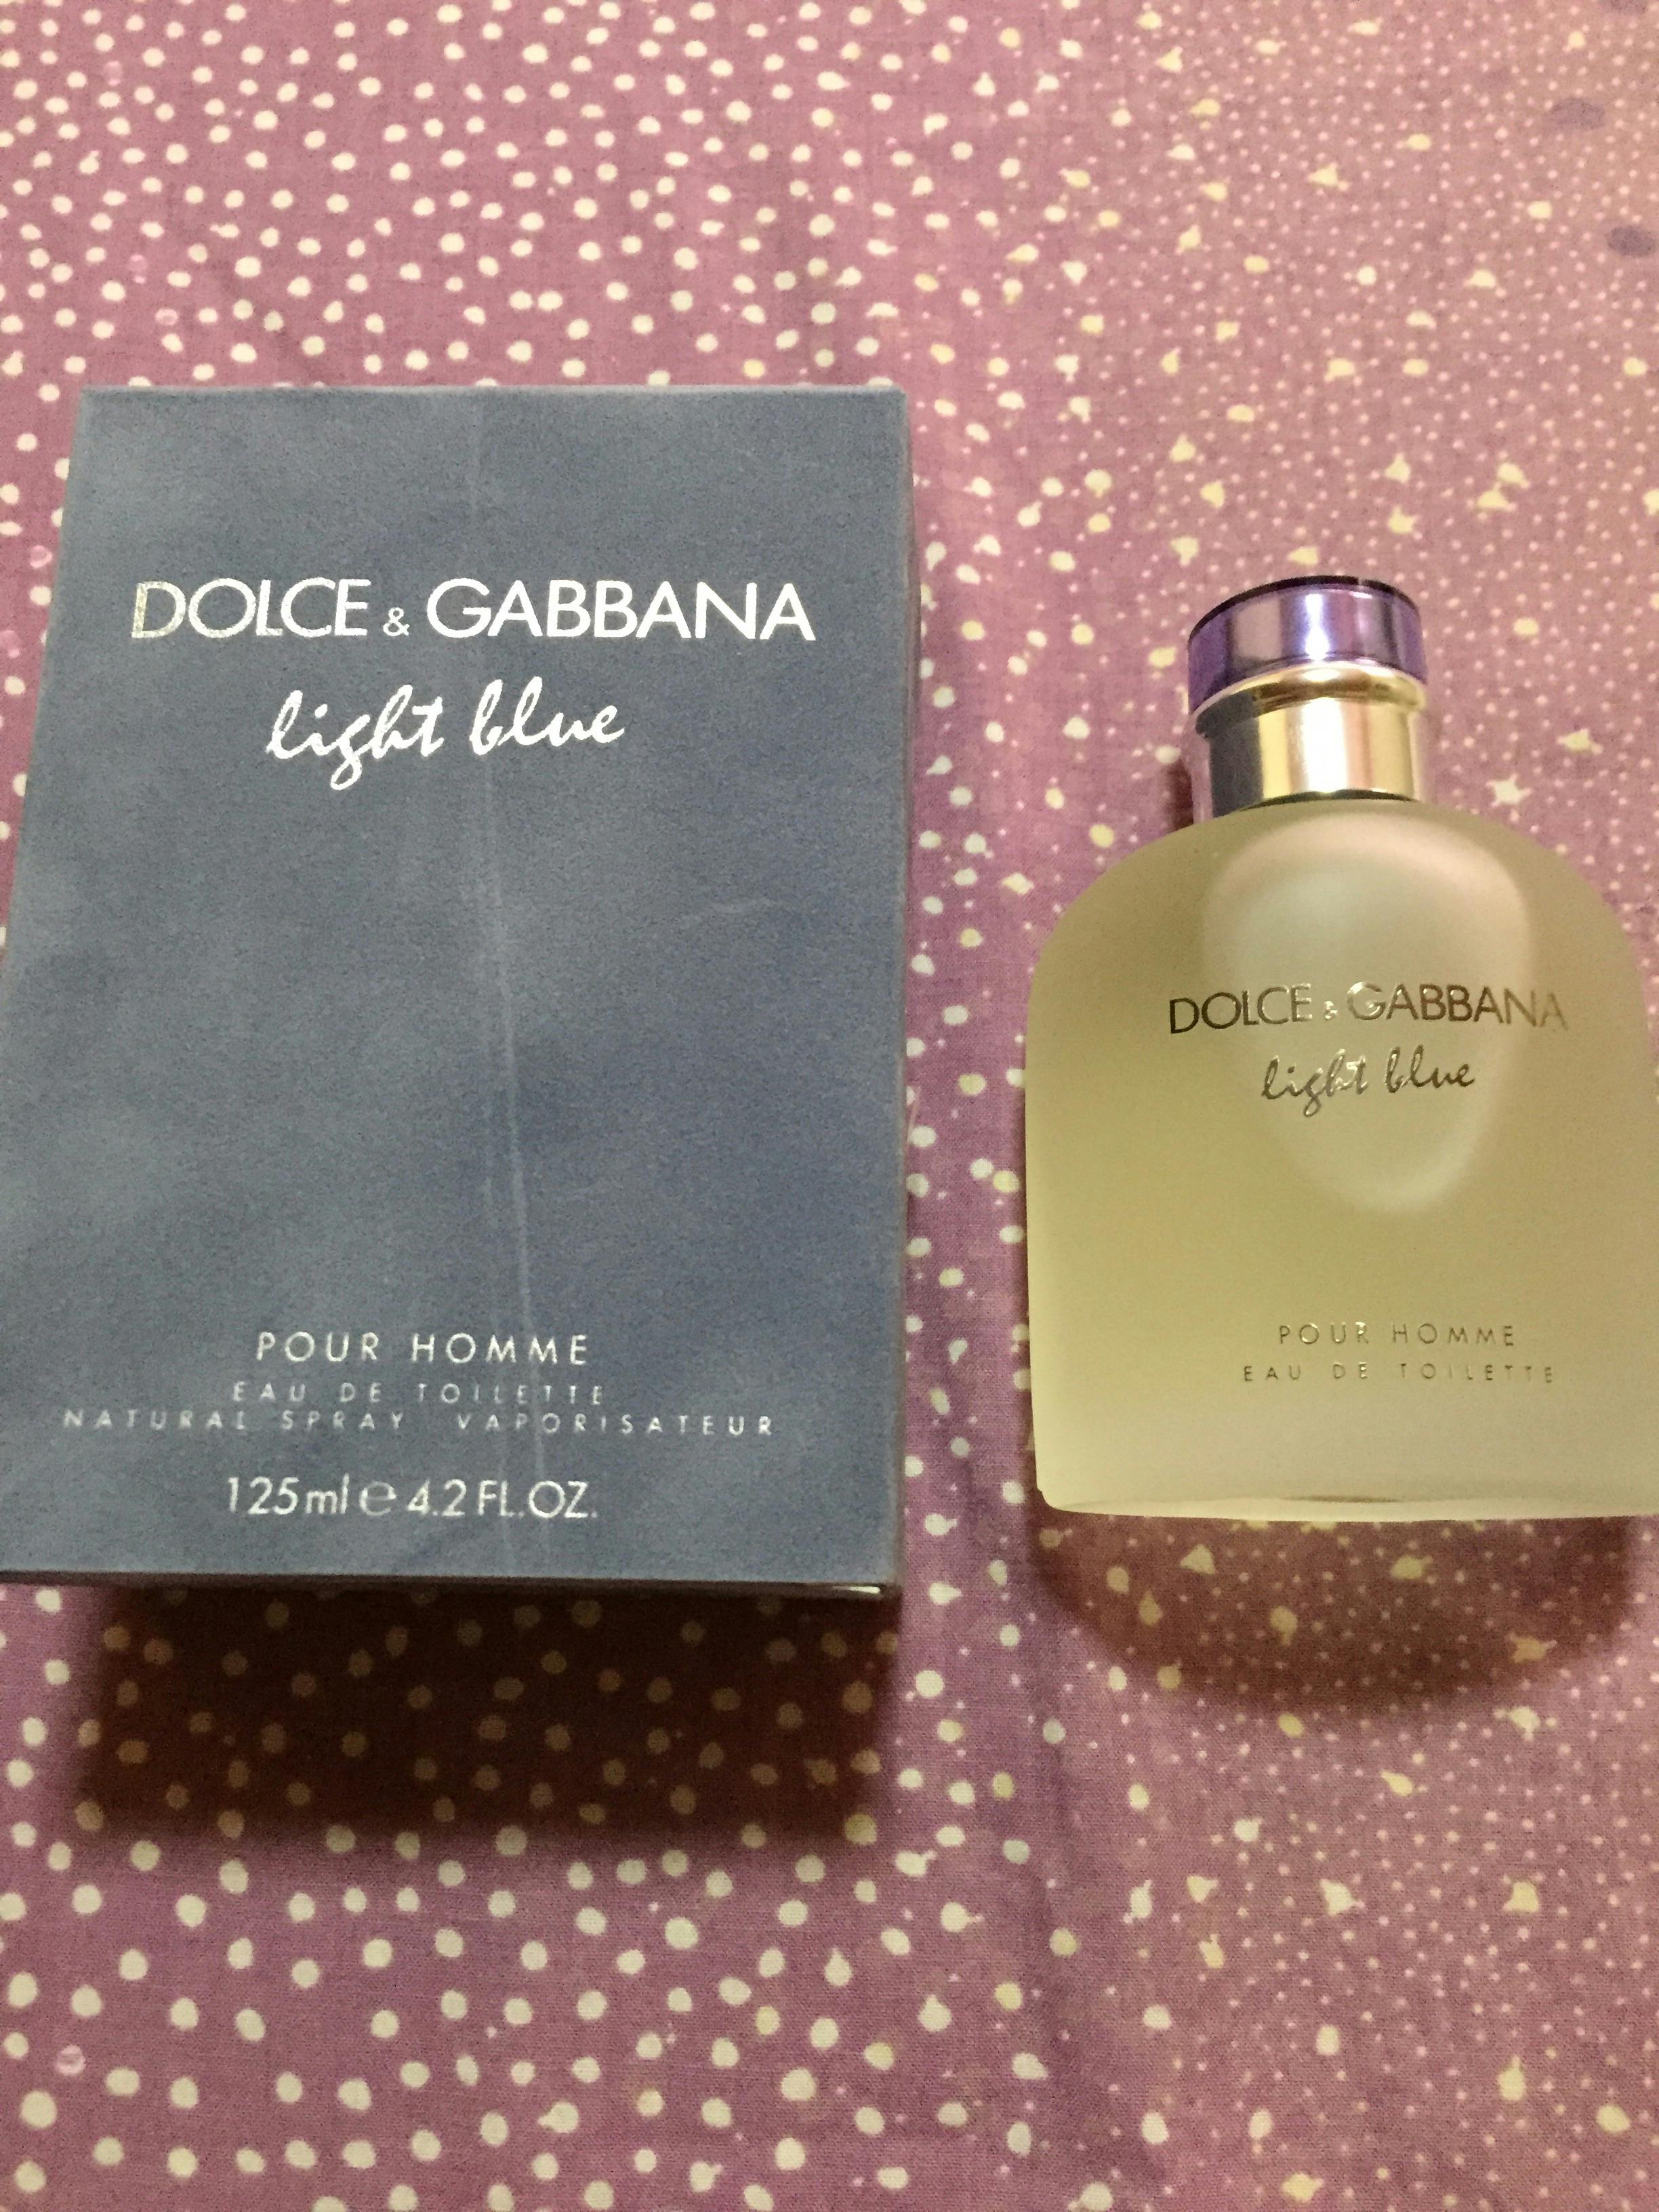 DOLCE & GABBANA
light blue
POUR HOMME
EAU DE TOILETTE
NATURAL SPRAY VAPORISATEUR
125ml e 4.2 FL.OZ.
DOLCE & GABBANA
light blue
POUR HOMME
EAU DE TOILETTE